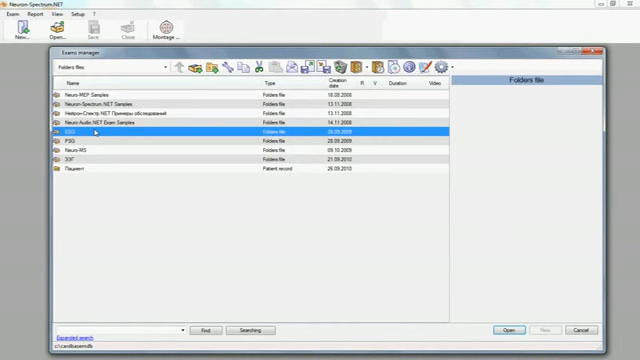 Neuron-Spectrum.NET
Exam Report View Setup ?
New... Open... Save Close Montage ...
Exams manager
Folders files:
Name Type Creation date R V Duration Video
Neuro-MEP Samples Folders file 18.08.2008
Neuron-Spectrum.NET Samples Folders file 13.11.2008
Нейрон-Спектр.NET Примеры обследований Folders file 13.11.2008
Neuro-Audio.NET Exam Samples Folders file 14.11.2008
EEG Folders file 28.09.2009
PSG Folders file 28.09.2009
Neuro-MS Folders file 09.10.2009
ЭЭГ Folders file 21.09.2010
Пациент Patient record 26.09.2010
Folders file
Find Searching Open New Cancel
Expanded search